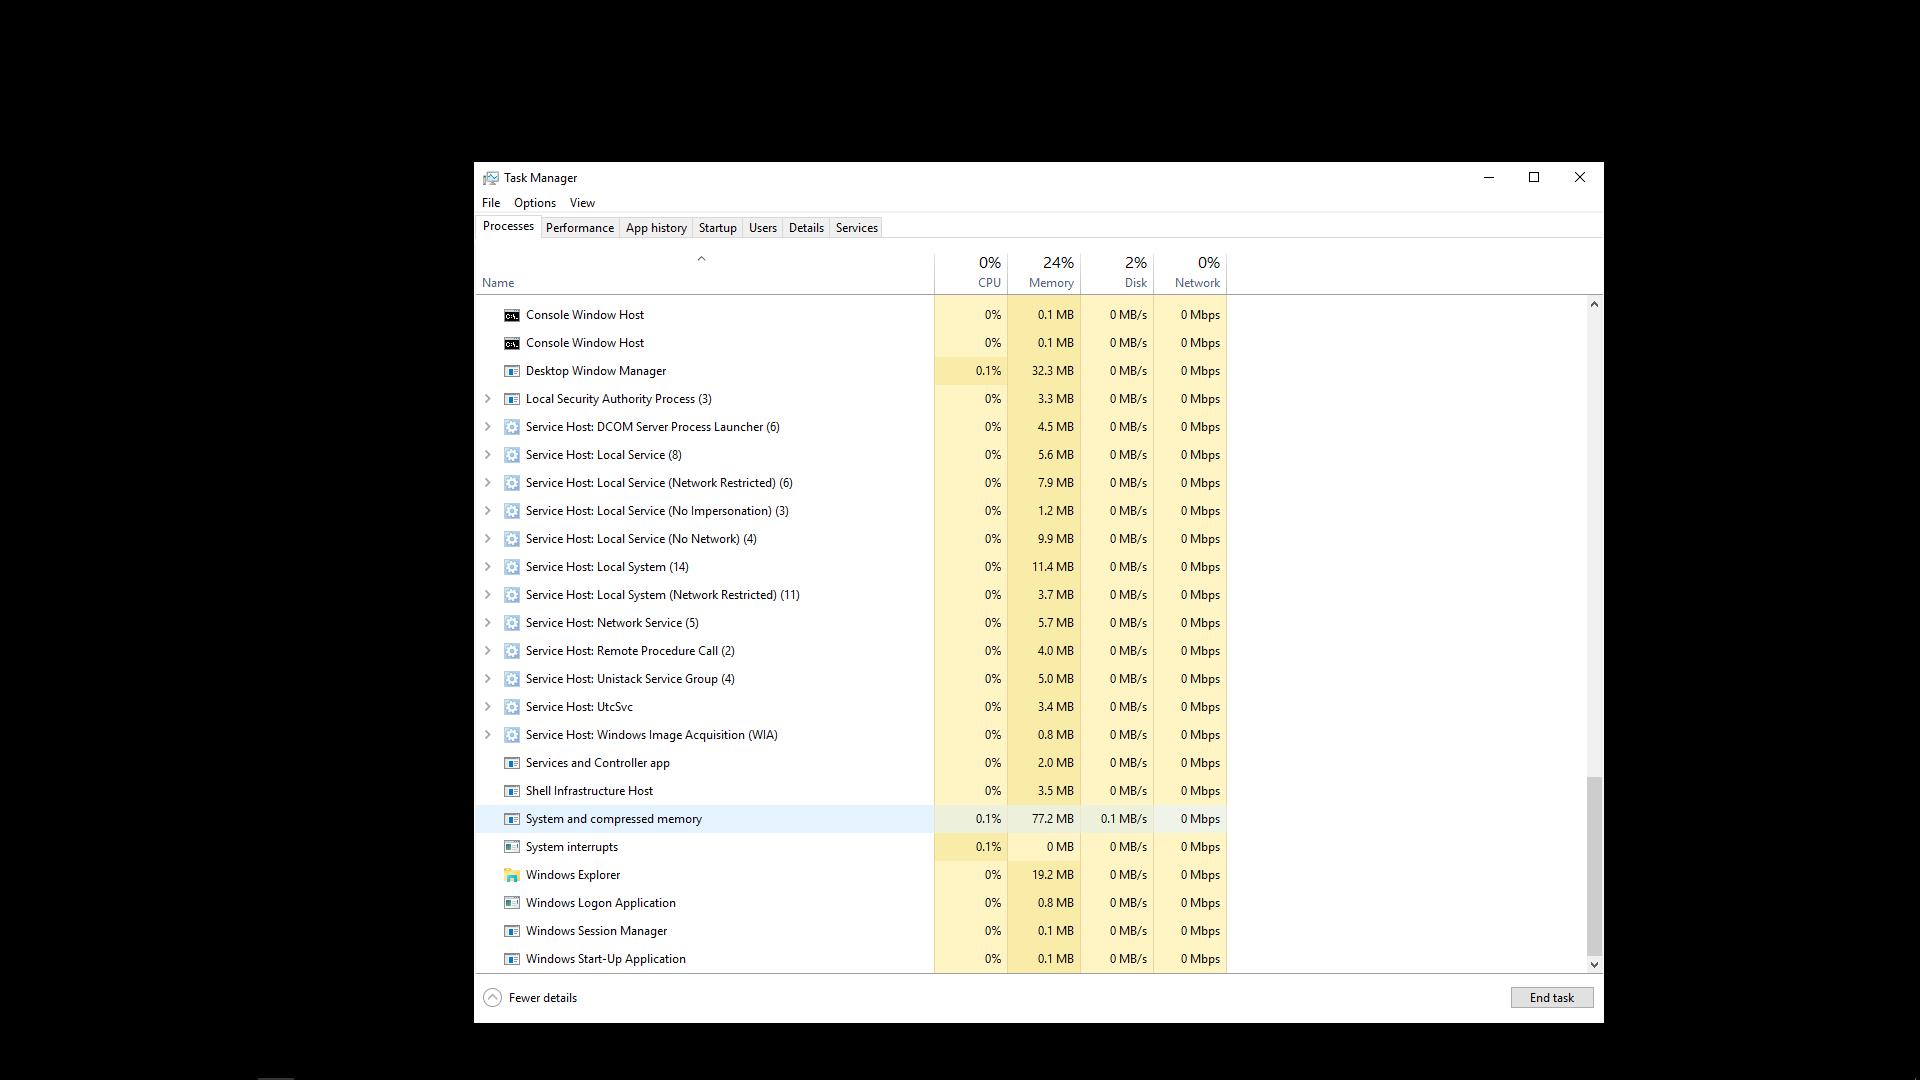 Task Manager
File Options View
Processes Performance App history Startup Users Details Services
0% 24% 2% 0%
Name CPU Memory Disk Network
Console Window Host 0% 0.1 MB 0 MB/s 0 Mbps
Console Window Host 0% 0.1 MB 0 MB/s 0 Mbps
Desktop Window Manager 0.1% 32.3 MB 0 MB/s 0 Mbps
Local Security Authority Process (3) 0% 3.3 MB 0 MB/s 0 Mbps
Service Host: DCOM Server Process Launcher (6) 0% 4.5 MB 0 MB/s 0 Mbps
Service Host: Local Service (8) 0% 5.6 MB 0 MB/s 0 Mbps
Service Host: Local Service (Network Restricted) (6) 0% 7.9 MB 0 MB/s 0 Mbps
Service Host: Local Service (No Impersonation) (3) 0% 1.2 MB 0 MB/s 0 Mbps
Service Host: Local Service (No Network) (4) 0% 9.9 MB 0 MB/s 0 Mbps
Service Host: Local System (14) 0% 11.4 MB 0 MB/s 0 Mbps
Service Host: Local System (Network Restricted) (11) 0% 3.7 MB 0 MB/s 0 Mbps
Service Host: Network Service (5) 0% 5.7 MB 0 MB/s 0 Mbps
Service Host: Remote Procedure Call (2) 0% 4.0 MB 0 MB/s 0 Mbps
Service Host: Unistack Service Group (4) 0% 5.0 MB 0 MB/s 0 Mbps
Service Host: UtcSvc 0% 3.4 MB 0 MB/s 0 Mbps
Service Host: Windows Image Acquisition (WIA) 0% 0.8 MB 0 MB/s 0 Mbps
Services and Controller app 0% 2.0 MB 0 MB/s 0 Mbps
Shell Infrastructure Host 0% 3.5 MB 0 MB/s 0 Mbps
System and compressed memory 0.1% 77.2 MB 0.1 MB/s 0 Mbps
System interrupts 0.1% 0 MB 0 MB/s 0 Mbps
Windows Explorer 0% 19.2 MB 0 MB/s 0 Mbps
Windows Logon Application 0% 0.8 MB 0 MB/s 0 Mbps
Windows Session Manager 0% 0.1 MB 0 MB/s 0 Mbps
Windows Start-Up Application 0% 0.1 MB 0 MB/s 0 Mbps
Fewer details End task